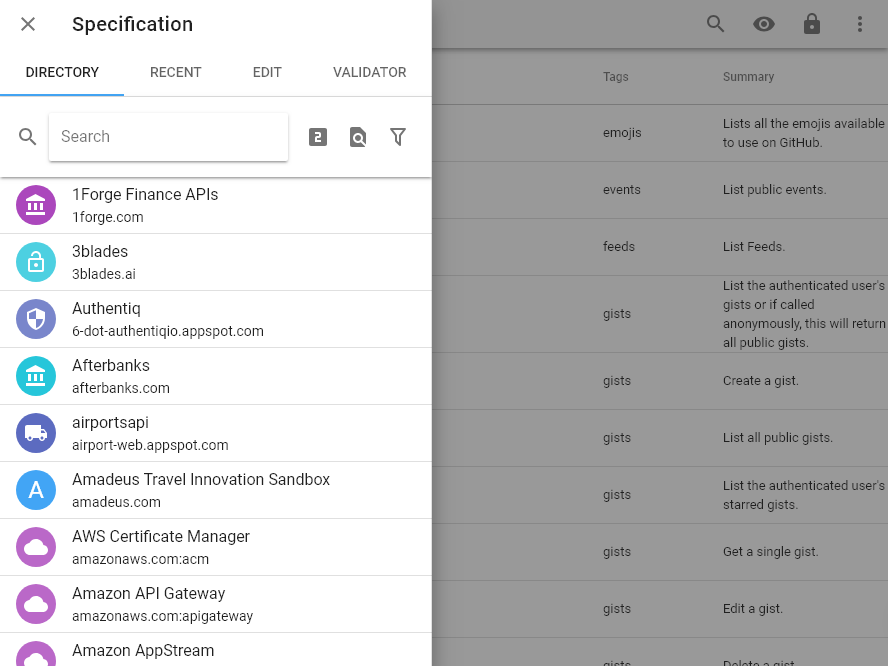 Specification
DIRECTORY
RECENT
EDIT
VALIDATOR
Search
2
1Forge Finance APIs
1forge.com
3blades
3blades.ai
Authentiq
6-dot-authentiqio.appspot.com
Afterbanks
afterbanks.com
airportsapi
airport-web.appspot.com
A
Amadeus Travel Innovation Sandbox
amadeus.com
AWS Certificate Manager
amazonaws.com:acm
Amazon API Gateway
amazonaws.com:apigateway
Amazon AppStream
Tags
Summary
emojis
Lists all the emojis available
to use on GitHub.
events
List public events.
feeds
List Feeds.
gists
List the authenticated user's
gists or if called
anonymously, this will return
all public gists.
gists
Create a gist.
gists
List all public gists.
gists
List the authenticated user's
starred gists.
gists
Get a single gist.
gists
Edit a gist.
gists
Delete a gist.